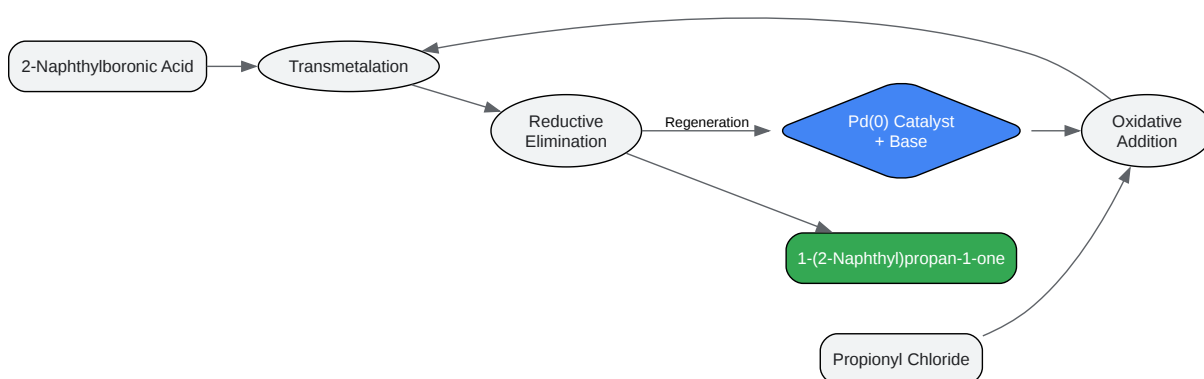 2-Naphthylboronic Acid
Transmetalation
Reductive
Elimination
Regeneration
Pd(0) Catalyst
+ Base
Oxidative
Addition
1-(2-Naphthyl)propan-1-one
Propionyl Chloride